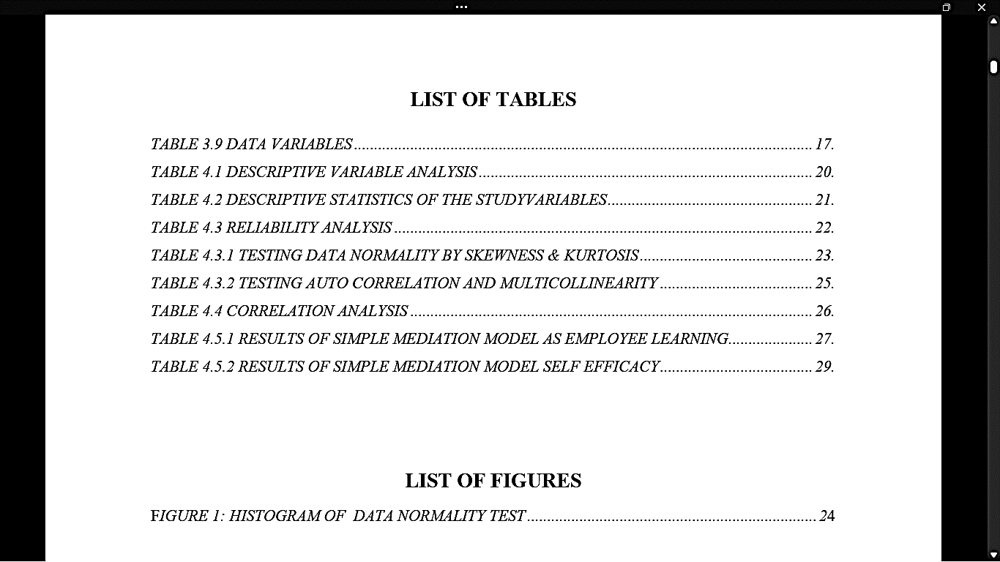 LIST OF TABLES
TABLE 3.9 DATA VARIABLES........................................................................................................................ 17.
TABLE 4.1 DESCRIPTIVE VARIABLE ANALYSIS..................................................................................... 20.
TABLE 4.2 DESCRIPTIVE STATISTICS OF THE STUDYVARIABLES.................................................... 21.
TABLE 4.3 RELIABILITY ANALYSIS............................................................................................................ 22.
TABLE 4.3.1 TESTING DATA NORMALITY BY SKEWNESS & KURTOSIS............................................ 23.
TABLE 4.3.2 TESTING AUTO CORRELATION AND MULTICOLLINEARITY...................................... 25.
TABLE 4.4 CORRELATION ANALYSIS........................................................................................................ 26.
TABLE 4.5.1 RESULTS OF SIMPLE MEDIATION MODEL AS EMPLOYEE LEARNING..................... 27.
TABLE 4.5.2 RESULTS OF SIMPLE MEDIATION MODEL SELF EFFICACY...................................... 29.
LIST OF FIGURES
FIGURE 1: HISTOGRAM OF  DATA NORMALITY TEST.......................................................................... 24